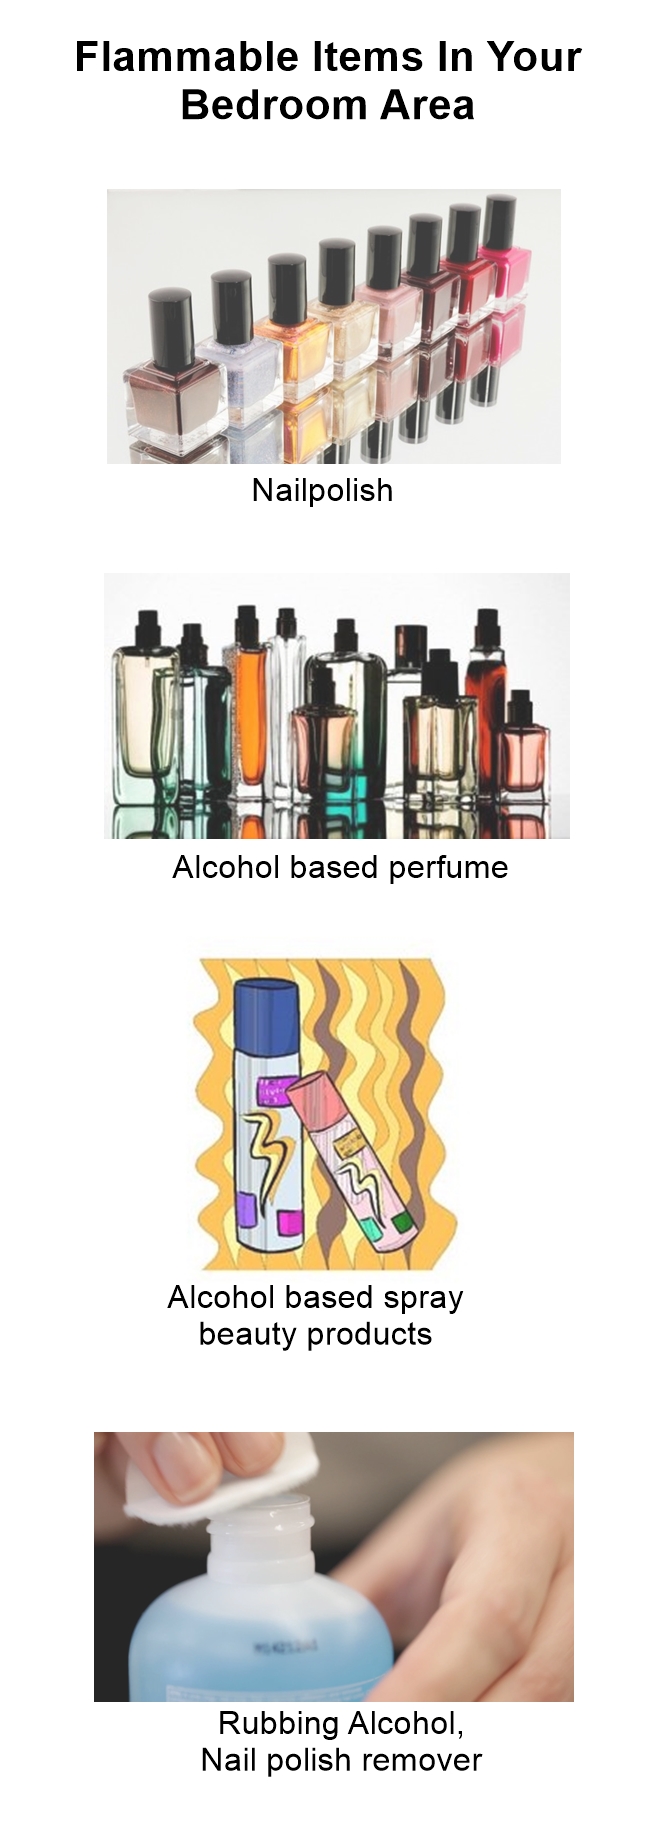 Flammable Items In Your
Bedroom Area
Nailpolish
Alcohol based perfume
Alcohol based spray
beauty products
Rubbing Alcohol,
Nail polish remover